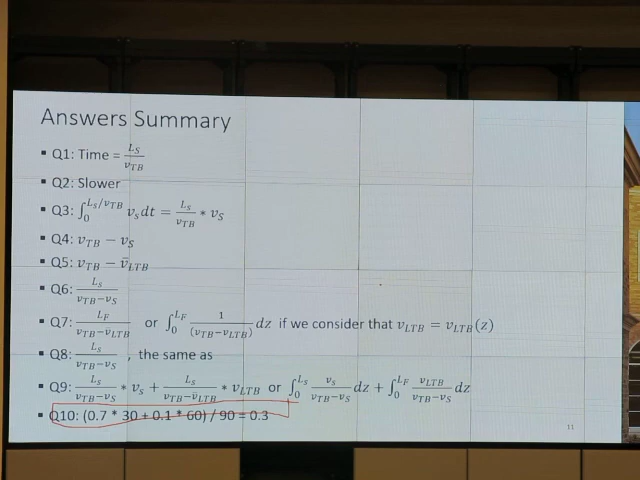 Answers Summary
▪ Q1: Time = L_S / v_TB
▪ Q2: Slower
▪ Q3: ∫_0^{L_s/v_TB} v_s dt = L_s / v_TB * v_S
▪ Q4: v_TB − v_S
▪ Q5: v_TB − v̄_LTB
▪ Q6: L_s / (v_TB − v_S)
▪ Q7: L_F / (v_TB − v̄_LTB) or ∫_0^{L_F} 1 / (v_TB − v_LTB) dz if we consider that v_LTB = v_LTB(z)
▪ Q8: L_s / (v_TB − v_S) , the same as
▪ Q9: L_s / (v_TB − v_S) * v_s + L_s / (v_TB − v̄_LTB) * v_LTB or ∫_0^{L_s} v_s / (v_TB − v_S) dz + ∫_0^{L_F} v_LTB / (v_TB − v_S) dz
▪ Q10: (0.7 * 30 + 0.1 * 60) / 90 = 0.3
11